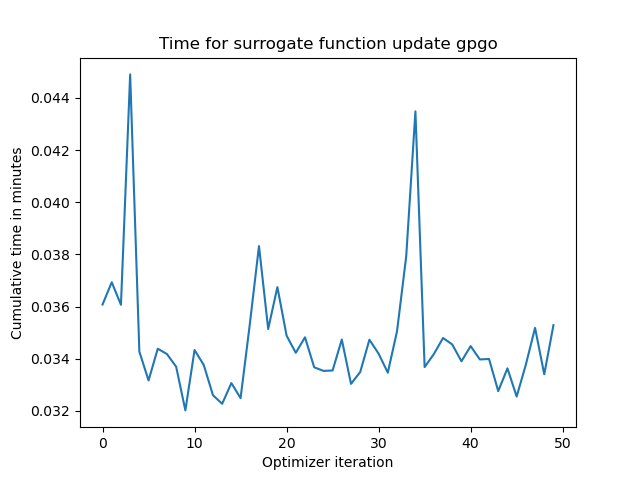 Time for surrogate function update gpgo
Cumulative time in minutes
0.044
0.042
0.040
0.038
0.036
0.034
0.032
0 10 20 30 40 50
Optimizer iteration